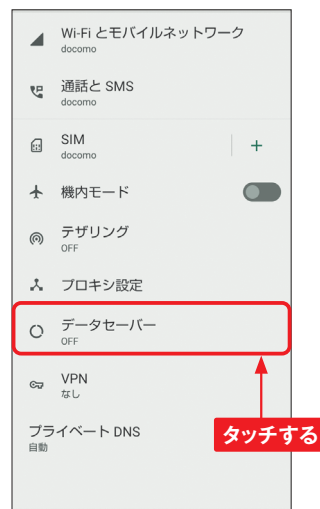 Wi-Fi とモバイルネットワーク
docomo
通話と SMS
docomo
SIM
docomo
+
機内モード
テザリング
OFF
プロキシ設定
データセーバー
OFF
VPN
なし
プライベート DNS
自動
タッチする